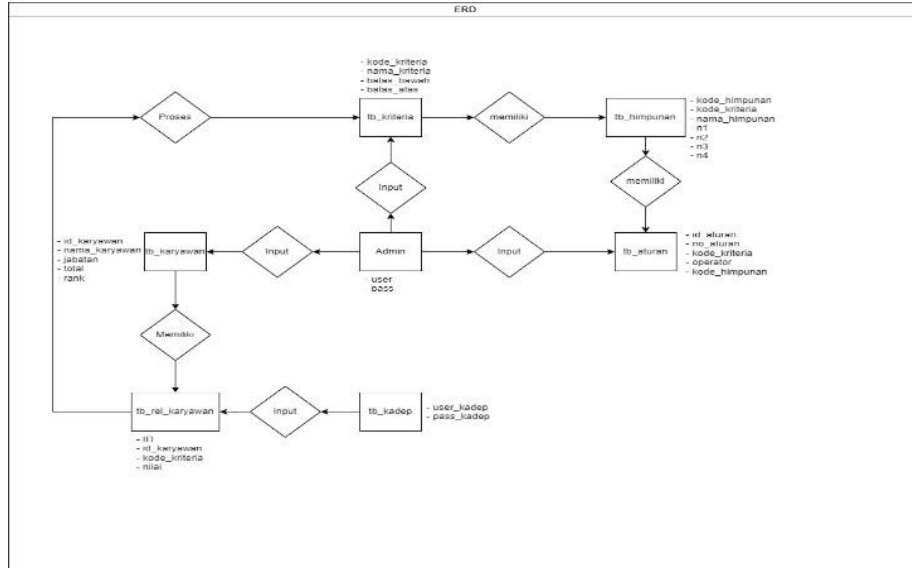 ERD
- kode_kriteria
- nama_kriteria
- batas_bawah
- batas_atas
Proses
tb_kriteria
memiliki
tb_himpunan
- kode_himpunan
- kode_kriteria
- nama_himpunan
- n1
- n2
- n3
- n4
Input
memiliki
- id_karyawan
- nama_karyawan
- jabatan
- total
- rank
tb_karyawan
Input
Admin
- user
- pass
Input
tb_aturan
- id_aturan
- no_aturan
- kode_kriteria
- operator
- kode_himpunan
Memiliki
tb_rel_karyawan
- ID
- id_karyawan
- kode_kriteria
- nilai
Input
tb_kadep
- user_kadep
- pass_kadep